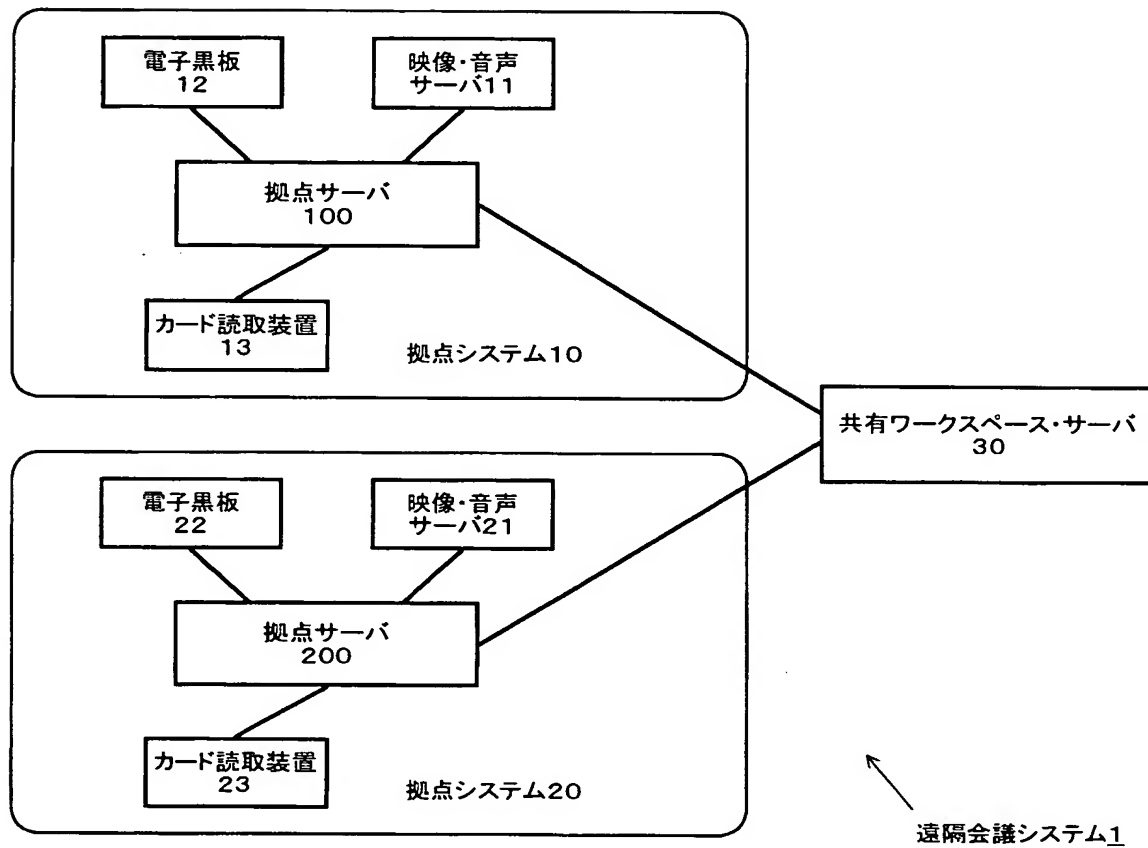 電子黒板
12
映像・音声
サーバ11
拠点サーバ
100
カード読取装置
13
拠点システム10
共有ワークスペース・サーバ
30
電子黒板
22
映像・音声
サーバ21
拠点サーバ
200
カード読取装置
23
拠点システム20
遠隔会議システム1